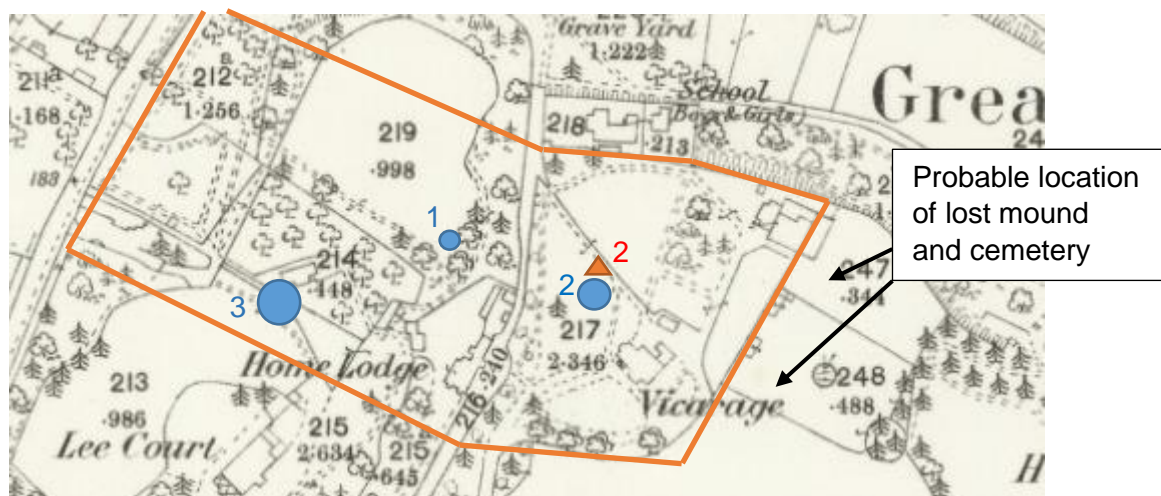 Grave Yard
1·222
212
a
1·256
211
a
·168
183
219
·998
School
(Boys & Girls)
218
·213
Grea
24
Probable location
of lost mound
and cemetery
1
2
2
3
214
·448
217
2·346
247
·344
248
·488
Home Lodge
240
216
Vicarage
213
·986
Lee Court
215
2·634
215
·645
H